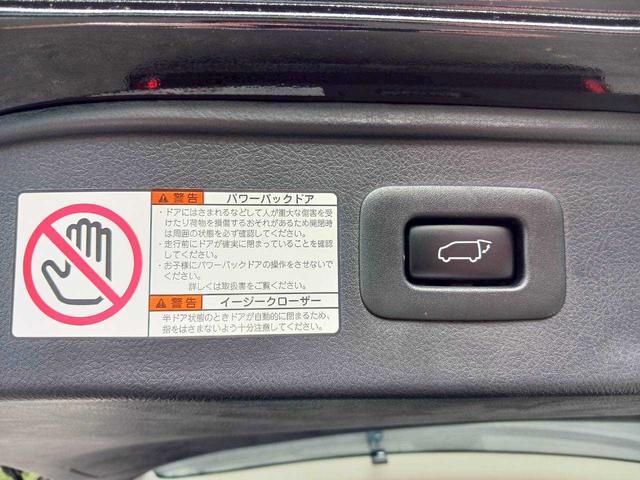 警告 パワーバックドア
・ドアにはさまれるなどして人が重大な傷害を受
けたり荷物を損傷するおそれがあるため開閉時
は周囲の状態を必ず確認してください。
・走行前にドアが確実に閉まっていることを確認
してください。
・お子様にパワーバックドアの操作をさせないで
ください。
詳しくは取扱書をご覧ください。
警告 イージークローザー
半ドア状態のときドアが自動的に閉まるため、
指をはさまないよう十分注意してください。